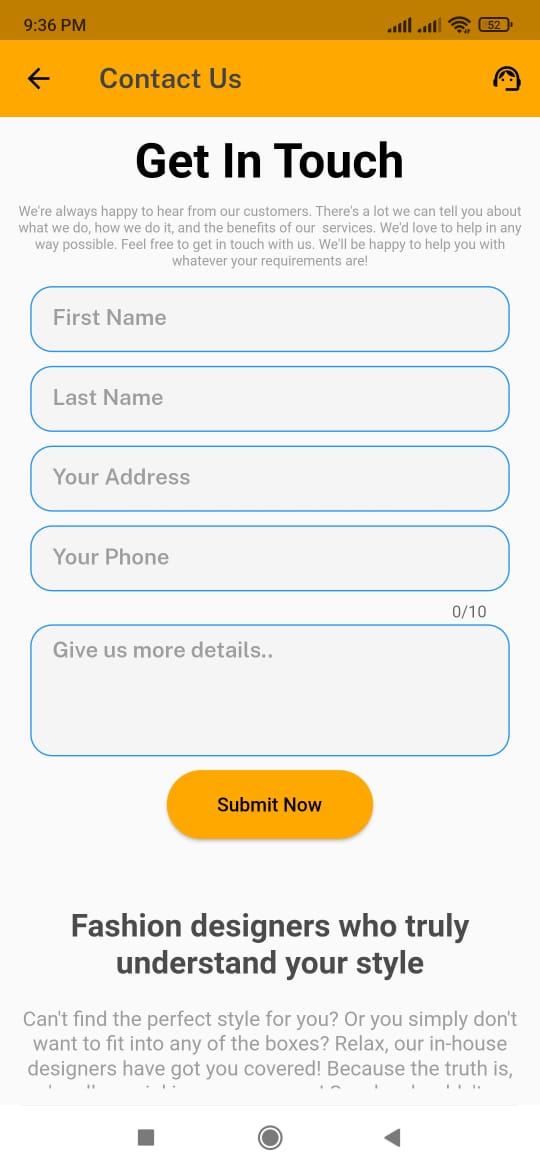 9:36 PM
52
Contact Us
Get In Touch
We're always happy to hear from our customers. There's a lot we can tell you about
what we do, how we do it, and the benefits of our  services. We'd love to help in any
way possible. Feel free to get in touch with us. We'll be happy to help you with
whatever your requirements are!
First Name
Last Name
Your Address
Your Phone
0/10
Give us more details..
Submit Now
Fashion designers who truly
understand your style
Can't find the perfect style for you? Or you simply don't
want to fit into any of the boxes? Relax, our in-house
designers have got you covered! Because the truth is,